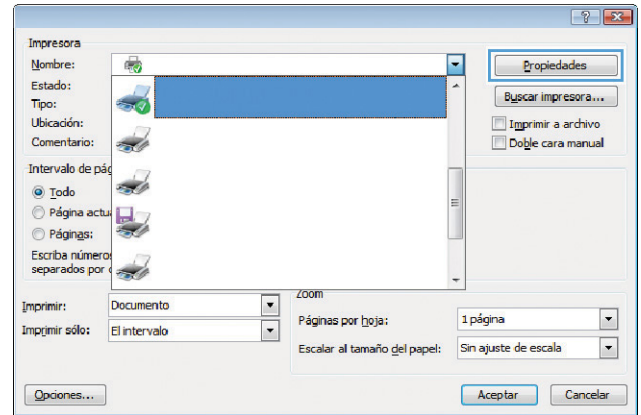 Impresora
Nombre:
Propiedades
Estado:
Buscar impresora...
Tipo:
Ubicación:
Imprimir a archivo
Comentario:
Doble cara manual
Intervalo de pág
Todo
Página actu
Páginas:
Escriba números
separados por
Zoom
Imprimir: Documento
Páginas por hoja: 1 página
Imprimir sólo: El intervalo
Escalar al tamaño del papel: Sin ajuste de escala
Opciones...
Aceptar
Cancelar